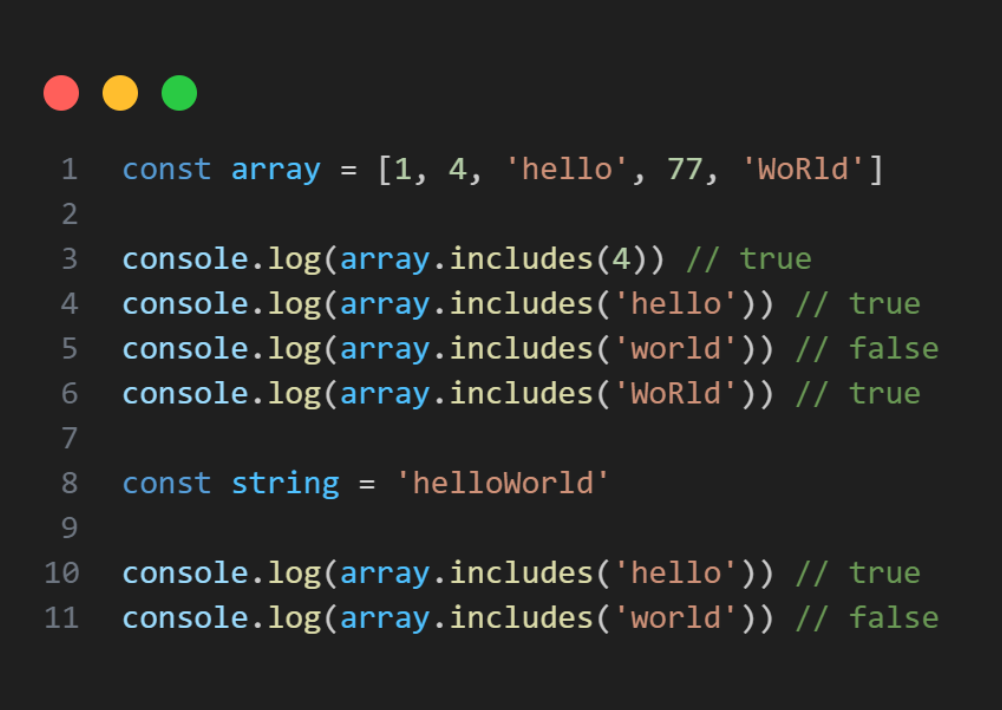 1 const array = [1, 4, 'hello', 77, 'WoRld']
2
3 console.log(array.includes(4)) // true
4 console.log(array.includes('hello')) // true
5 console.log(array.includes('world')) // false
6 console.log(array.includes('WoRld')) // true
7
8 const string = 'helloWorld'
9
10 console.log(array.includes('hello')) // true
11 console.log(array.includes('world')) // false